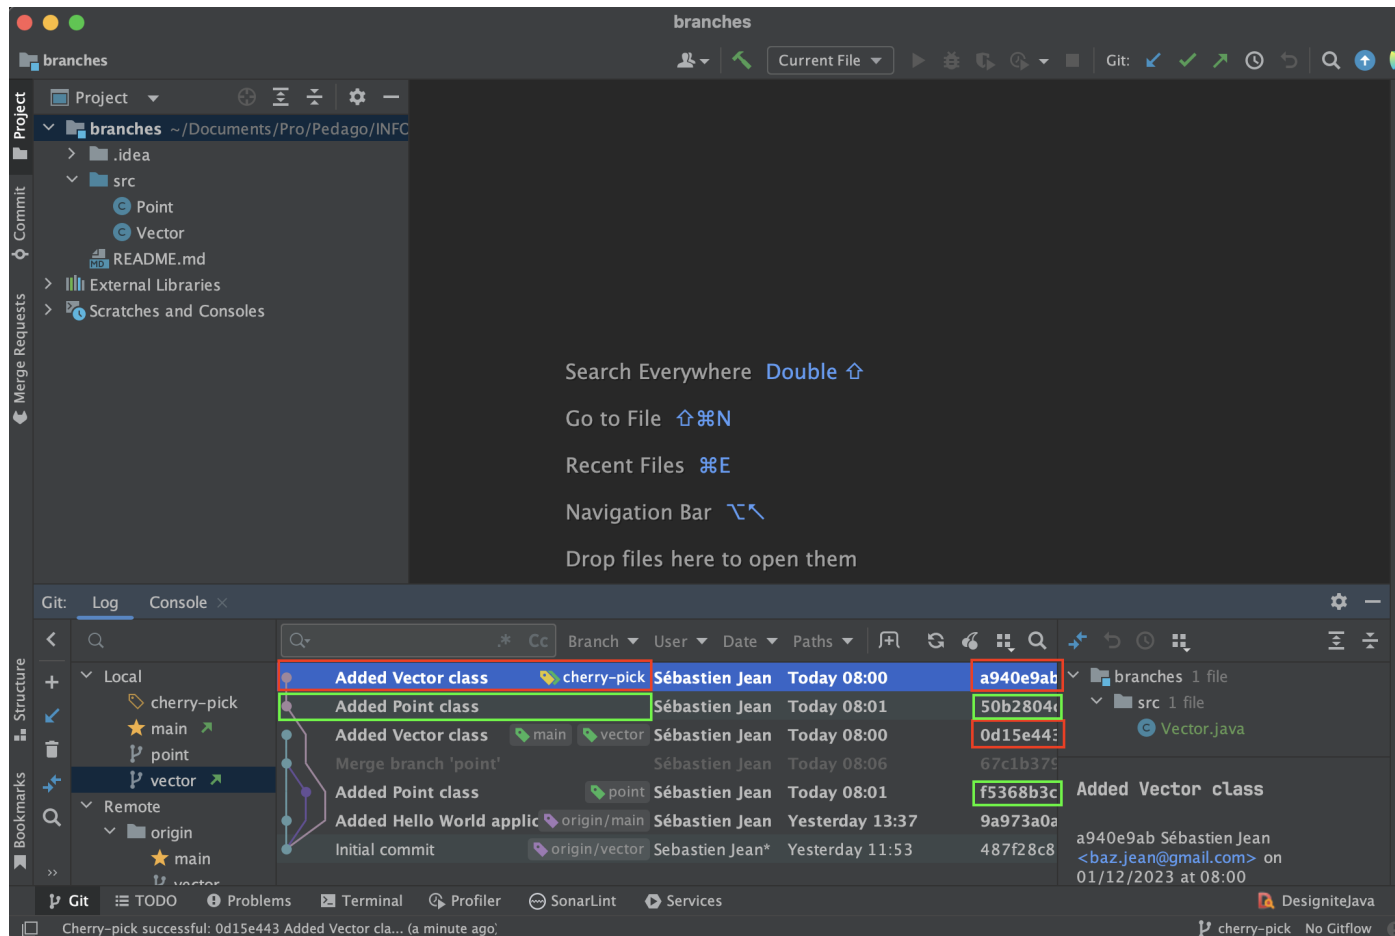 branches
branches
Current File
Git:
Project
Project
branches ~/Documents/Pro/Pedago/INFO
.idea
src
Point
Vector
README.md
External Libraries
Scratches and Consoles
Commit
Merge Requests
Structure
Bookmarks
Search Everywhere Double ⇧
Go to File ⇧⌘N
Recent Files ⌘E
Navigation Bar ⌥↖
Drop files here to open them
Git: Log Console
.* Cc Branch User Date Paths
Local
cherry-pick
main
point
vector
Remote
origin
main
vector
Added Vector class cherry-pick Sébastien Jean Today 08:00 a940e9ab
Added Point class Sébastien Jean Today 08:01 50b2804
Added Vector class main vector Sébastien Jean Today 08:00 0d15e443
Merge branch 'point' Sébastien Jean Today 08:06 67c1b379
Added Point class point Sébastien Jean Today 08:01 f5368b3c
Added Hello World applic origin/main Sébastien Jean Yesterday 13:37 9a973a0a
Initial commit origin/vector Sebastien Jean* Yesterday 11:53 487f28c8
branches 1 file
src 1 file
Vector.java
Added Vector class
a940e9ab Sébastien Jean
<baz.jean@gmail.com> on
01/12/2023 at 08:00
Git TODO Problems Terminal Profiler SonarLint Services DesigniteJava
Cherry-pick successful: 0d15e443 Added Vector cla... (a minute ago) cherry-pick No Gitflow